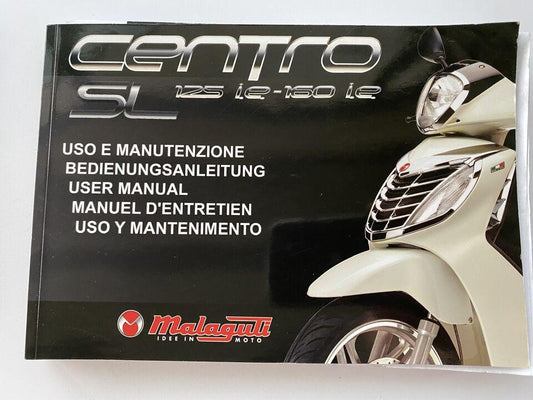 CENTRO
SL 125 ie-160 ie
USO E MANUTENZIONE
BEDIENUNGSANLEITUNG
USER MANUAL
MANUEL D'ENTRETIEN
USO Y MANTENIMENTO
Malaguti
IDEE IN MOTO